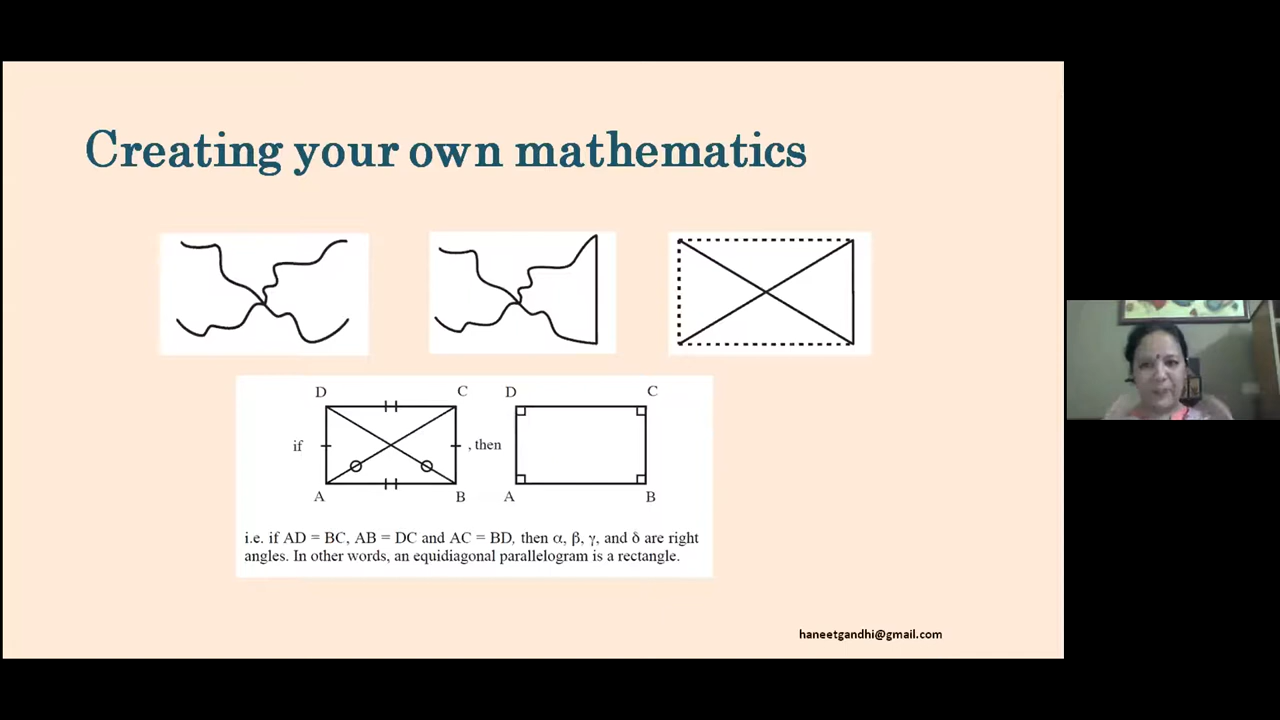 Creating your own mathematics
D C D C
if , then
A B A B
i.e. if AD = BC, AB = DC and AC = BD, then α, β, γ, and δ are right
angles. In other words, an equidiagonal parallelogram is a rectangle.
haneetgandhi@gmail.com